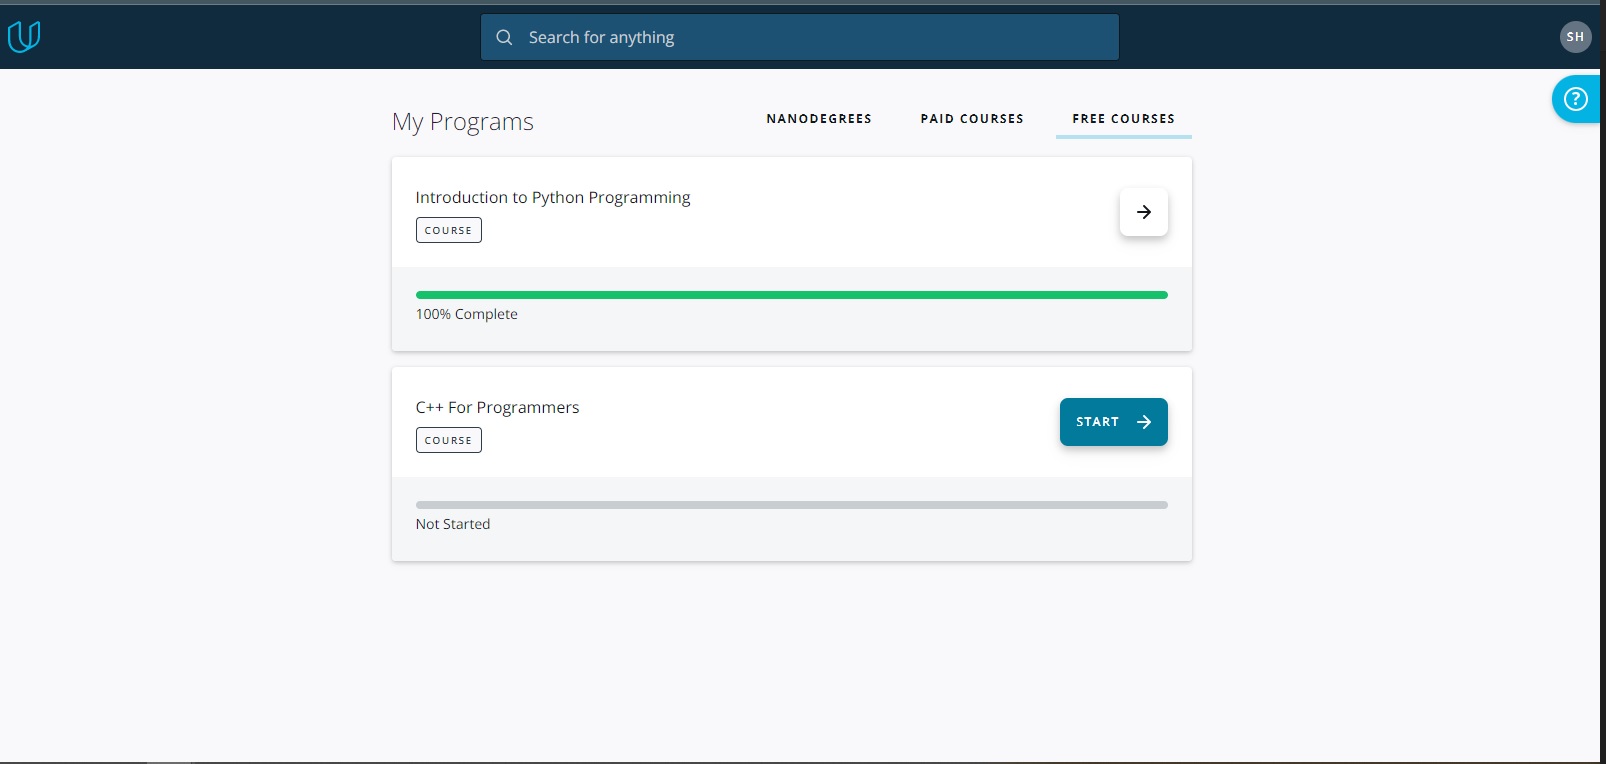 Search for anything
SH
?
My Programs
NANODEGREES
PAID COURSES
FREE COURSES
Introduction to Python Programming
COURSE
100% Complete
C++ For Programmers
COURSE
START
Not Started